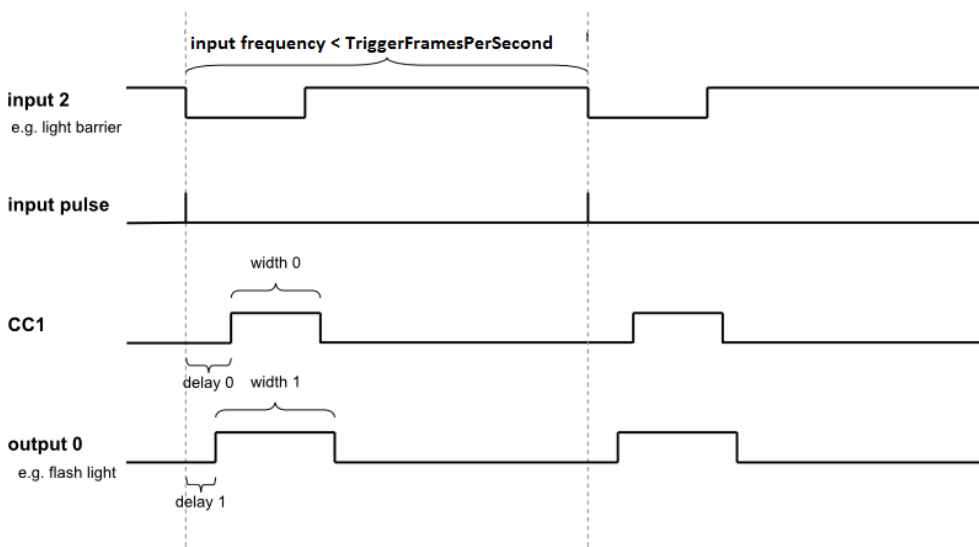 input frequency < TriggerFramesPerSecond
input 2
e.g. light barrier
input pulse
width 0
CC1
delay 0
width 1
output 0
e.g. flash light
delay 1